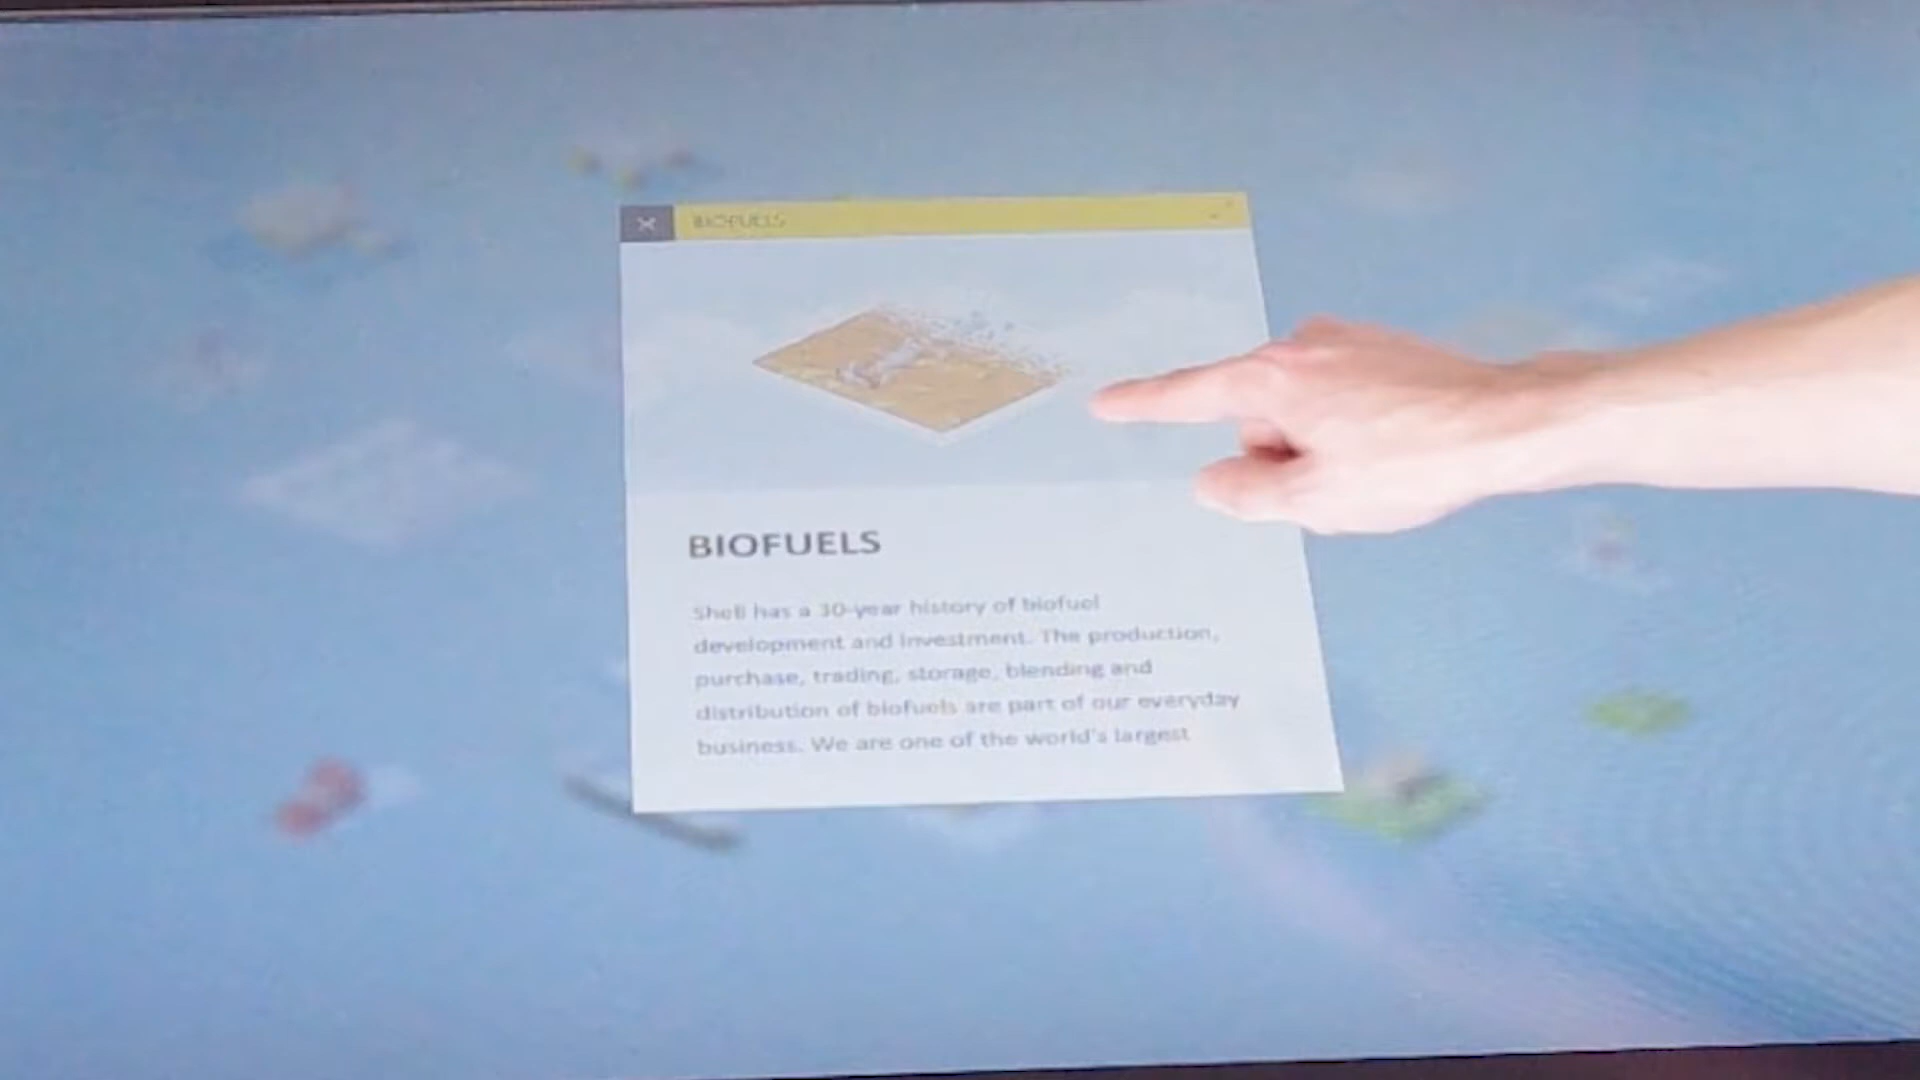 BIOFUELS
BIOFUELS
Shell has a 30-year history of biofuel
development and investment. The production,
purchase, trading, storage, blending and
distribution of biofuels are part of our everyday
business. We are one of the world's largest